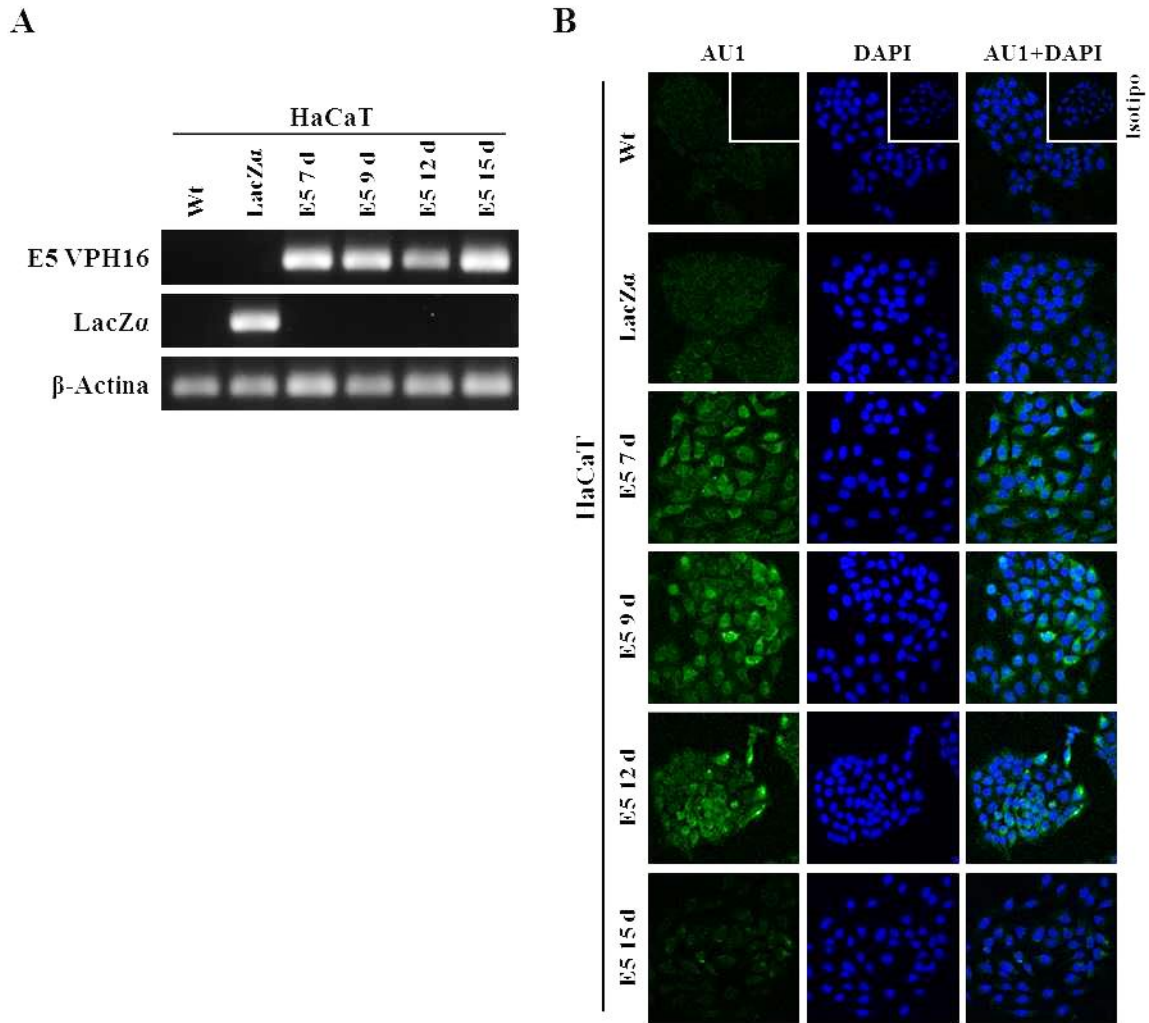 A
HaCaT
Wt
LacZα
E5 7 d
E5 9 d
E5 12 d
E5 15 d
E5 VPH16
LacZα
β-Actina
B
AU1
DAPI
AU1+DAPI
Isotipo
HaCaT
Wt
LacZα
E5 7 d
E5 9 d
E5 12 d
E5 15 d